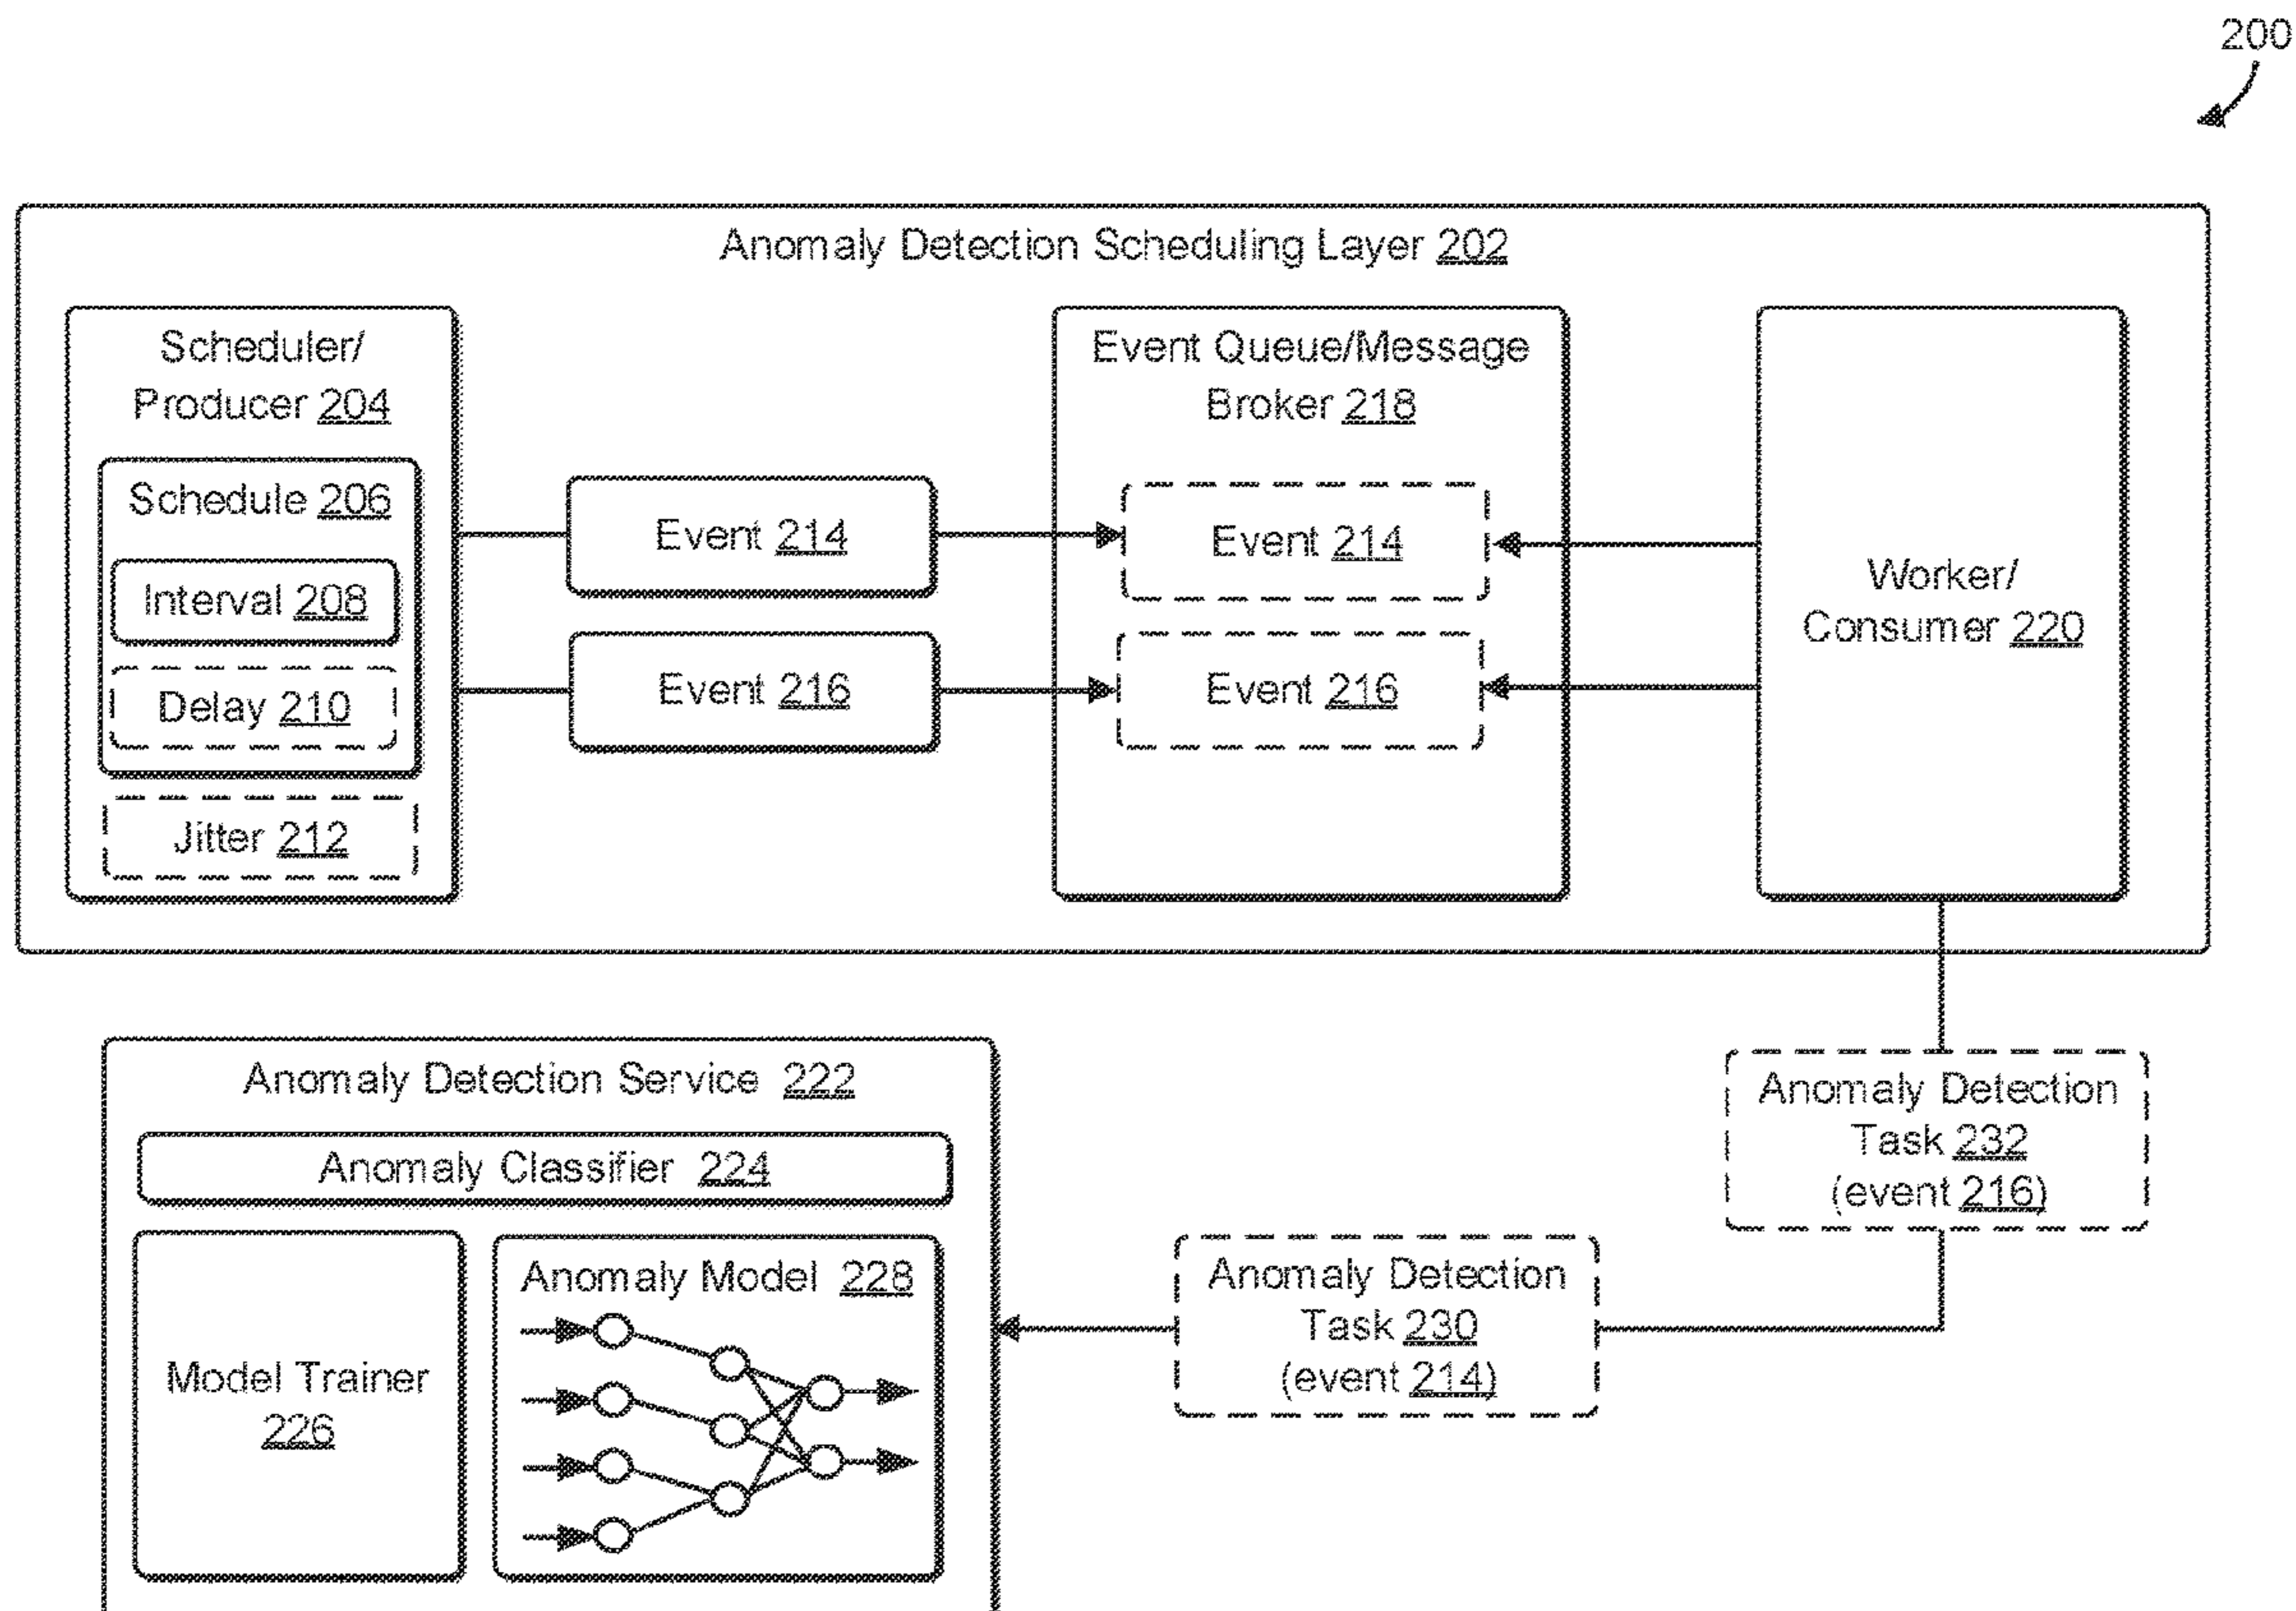 200
Anomaly Detection Scheduling Layer 202
Scheduler/
Producer 204
Schedule 206
Interval 208
Delay 210
Jitter 212
Event 214
Event 216
Event Queue/Message
Broker 218
Event 214
Event 216
Worker/
Consumer 220
Anomaly Detection Service 222
Anomaly Classifier 224
Model Trainer
226
Anomaly Model 228
Anomaly Detection
Task 230
(event 214)
Anomaly Detection
Task 232
(event 216)